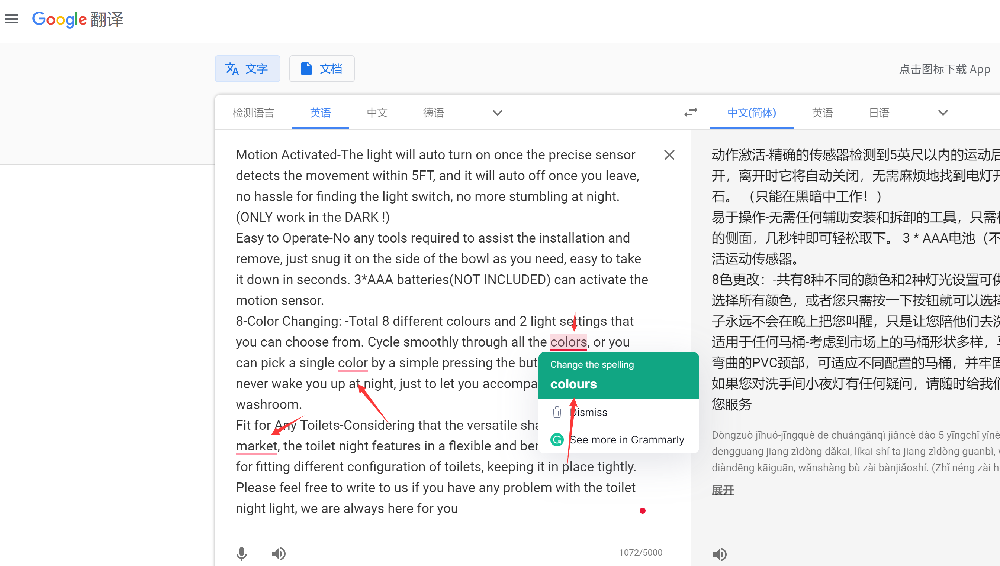 Google 翻译
文字
文档
点击图标下载 App
检测语言
英语
中文
德语
中文(简体)
英语
日语
Motion Activated-The light will auto turn on once the precise sensor
detects the movement within 5FT, and it will auto off once you leave,
no hassle for finding the light switch, no more stumbling at night.
(ONLY work in the DARK !)
Easy to Operate-No any tools required to assist the installation and
remove, just snug it on the side of the bowl as you need, easy to take
it down in seconds. 3*AAA batteries(NOT INCLUDED) can activate the
motion sensor.
8-Color Changing: -Total 8 different colours and 2 light settings that
you can choose from. Cycle smoothly through all the colors, or you
can pick a single color by a simple pressing the but
never wake you up at night, just to let you accompa
washroom.
Fit for Any Toilets-Considering that the versatile sha
market, the toilet night features in a flexible and ben
for fitting different configuration of toilets, keeping it in place tightly.
Please feel free to write to us if you have any problem with the toilet
night light, we are always here for you
Change the spelling
colours
Dismiss
See more in Grammarly
1072/5000
动作激活-精确的传感器检测到5英尺以内的运动后
开，离开时它将自动关闭，无需麻烦地找到电灯开
石。 （只能在黑暗中工作！）
易于操作-无需任何辅助安装和拆卸的工具，只需
的侧面，几秒钟即可轻松取下。 3 * AAA电池（不
活运动传感器。
8色更改：-共有8种不同的颜色和2种灯光设置可供
选择所有颜色，或者您只需按一下按钮就可以选择
子永远不会在晚上把您叫醒，只是让您陪他们去洗
适用于任何马桶-考虑到市场上的马桶形状多样，
弯曲的PVC颈部，可适应不同配置的马桶，并牢固
如果您对洗手间小夜灯有任何疑问，请随时给我们
您服务
Dòngzuò jīhuó-jīngquè de chuángǎnqì jiǎncè dào 5 yīngchǐ yǐnè
dēngguāng jiāng zìdòng dǎkāi, líkāi shí tā jiāng zìdòng guānbì,
diàndēng kāiguān, wǎnshàng bù zài bànjiǎoshí. (Zhǐ néng zài h
展开